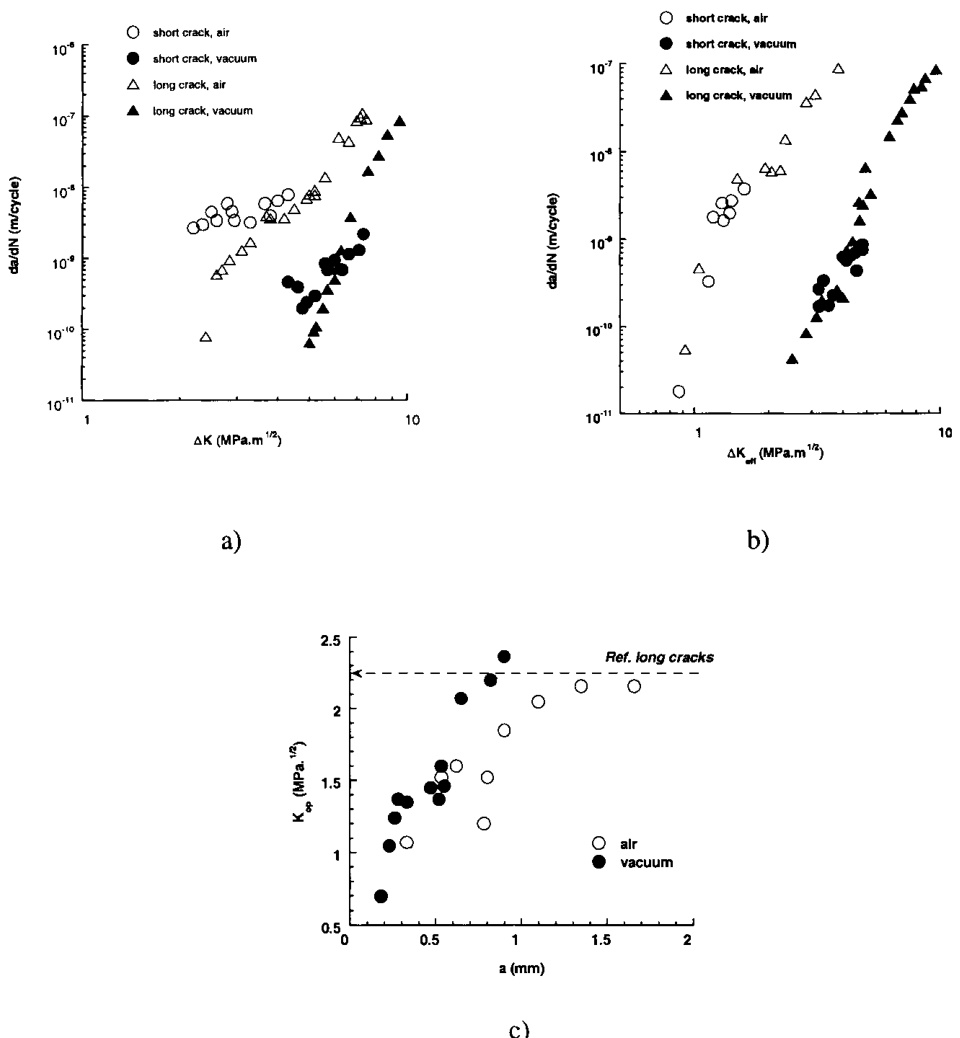 short crack, air
short crack, vacuum
long crack, air
long crack, vacuum
10⁻⁶
10⁻⁷
10⁻⁸
10⁻⁹
10⁻¹⁰
10⁻¹¹
da/dN (m/cycle)
1
10
ΔK (MPa.m^1/2)
a)
short crack, air
short crack, vacuum
long crack, air
long crack, vacuum
10⁻⁷
10⁻⁸
10⁻⁹
10⁻¹⁰
10⁻¹¹
da/dN (m/cycle)
1
10
ΔK_eff (MPa.m^1/2)
b)
2.5
2
1.5
1
0.5
K_op (MPa.^1/2)
Ref. long cracks
air
vacuum
0
0.5
1
1.5
2
a (mm)
c)